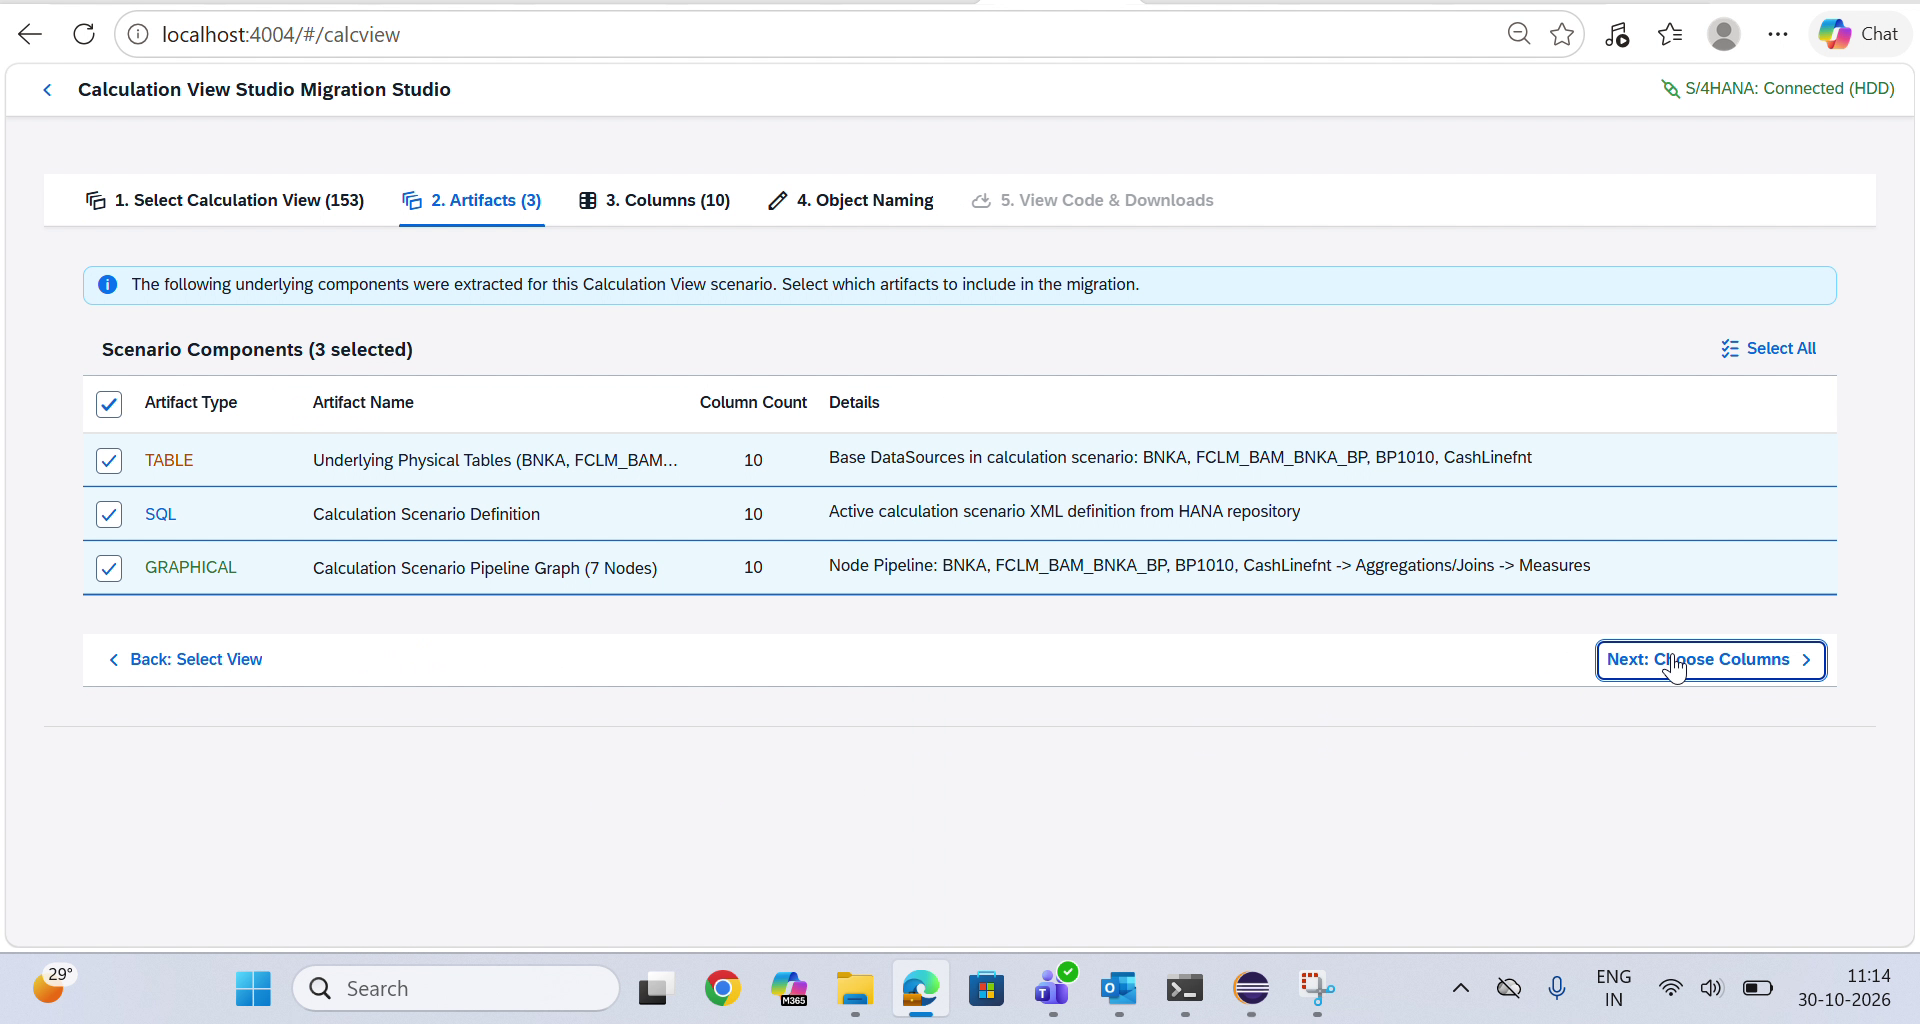 localhost:4004/#/calcview
Chat
Calculation View Studio Migration Studio
S/4HANA: Connected (HDD)
1. Select Calculation View (153)
2. Artifacts (3)
3. Columns (10)
4. Object Naming
5. View Code & Downloads
The following underlying components were extracted for this Calculation View scenario. Select which artifacts to include in the migration.
Scenario Components (3 selected)
Select All
Artifact Type Artifact Name Column Count Details
TABLE Underlying Physical Tables (BNKA, FCLM_BAM... 10 Base DataSources in calculation scenario: BNKA, FCLM_BAM_BNKA_BP, BP1010, CashLinefnt
SQL Calculation Scenario Definition 10 Active calculation scenario XML definition from HANA repository
GRAPHICAL Calculation Scenario Pipeline Graph (7 Nodes) 10 Node Pipeline: BNKA, FCLM_BAM_BNKA_BP, BP1010, CashLinefnt -> Aggregations/Joins -> Measures
Back: Select View
Next: Choose Columns
29°
Search
M365
T
O
ENG
IN
11:14
30-10-2026